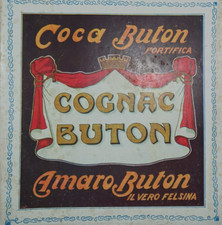 Coca Buton
FORTIFICA
COGNAC
BUTON
Amaro Buton
IL VERO FELSINA